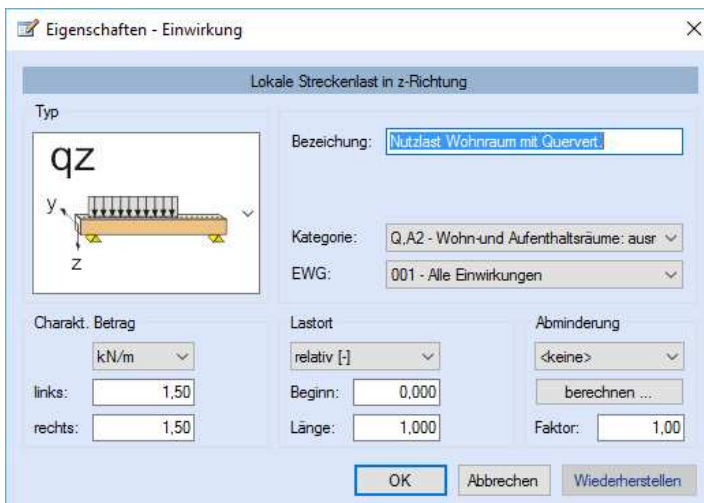 Eigenschaften - Einwirkung
Lokale Streckenlast in z-Richtung
Typ
qz
y
z
Bezeichung: Nutzlast Wohnraum mit Quervert.
Kategorie: Q,A2 - Wohn-und Aufenthaltsräume: ausr
EWG: 001 - Alle Einwirkungen
Charakt. Betrag
kN/m
links: 1,50
rechts: 1,50
Lastort
relativ [-]
Beginn: 0,000
Länge: 1,000
Abminderung
<keine>
berechnen ...
Faktor: 1,00
OK Abbrechen Wiederherstellen